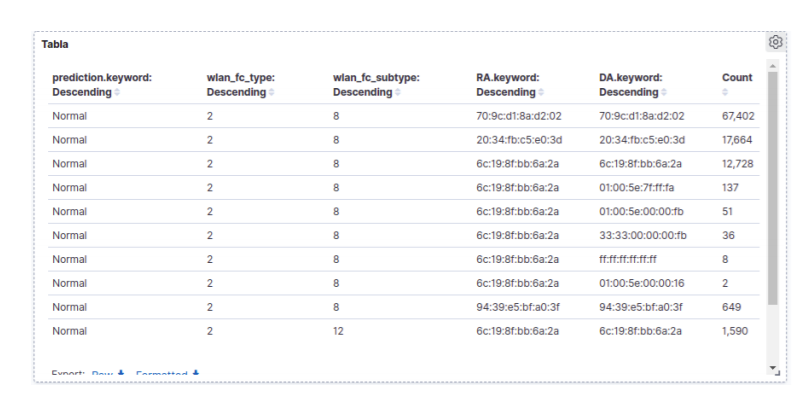 Tabla
prediction.keyword: Descending wlan_fc_type: Descending wlan_fc_subtype: Descending RA.keyword: Descending DA.keyword: Descending Count
Normal 2 8 70:9c:d1:8a:d2:02 70:9c:d1:8a:d2:02 67,402
Normal 2 8 20:34:fb:c5:e0:3d 20:34:fb:c5:e0:3d 17,664
Normal 2 8 6c:19:8f:bb:6a:2a 6c:19:8f:bb:6a:2a 12,728
Normal 2 8 6c:19:8f:bb:6a:2a 01:00:5e:7f:ff:fa 137
Normal 2 8 6c:19:8f:bb:6a:2a 01:00:5e:00:00:fb 51
Normal 2 8 6c:19:8f:bb:6a:2a 33:33:00:00:00:fb 36
Normal 2 8 6c:19:8f:bb:6a:2a ff:ff:ff:ff:ff:ff 8
Normal 2 8 6c:19:8f:bb:6a:2a 01:00:5e:00:00:16 2
Normal 2 8 94:39:e5:bf:a0:3f 94:39:e5:bf:a0:3f 649
Normal 2 12 6c:19:8f:bb:6a:2a 6c:19:8f:bb:6a:2a 1,590
Export: Raw Formatted